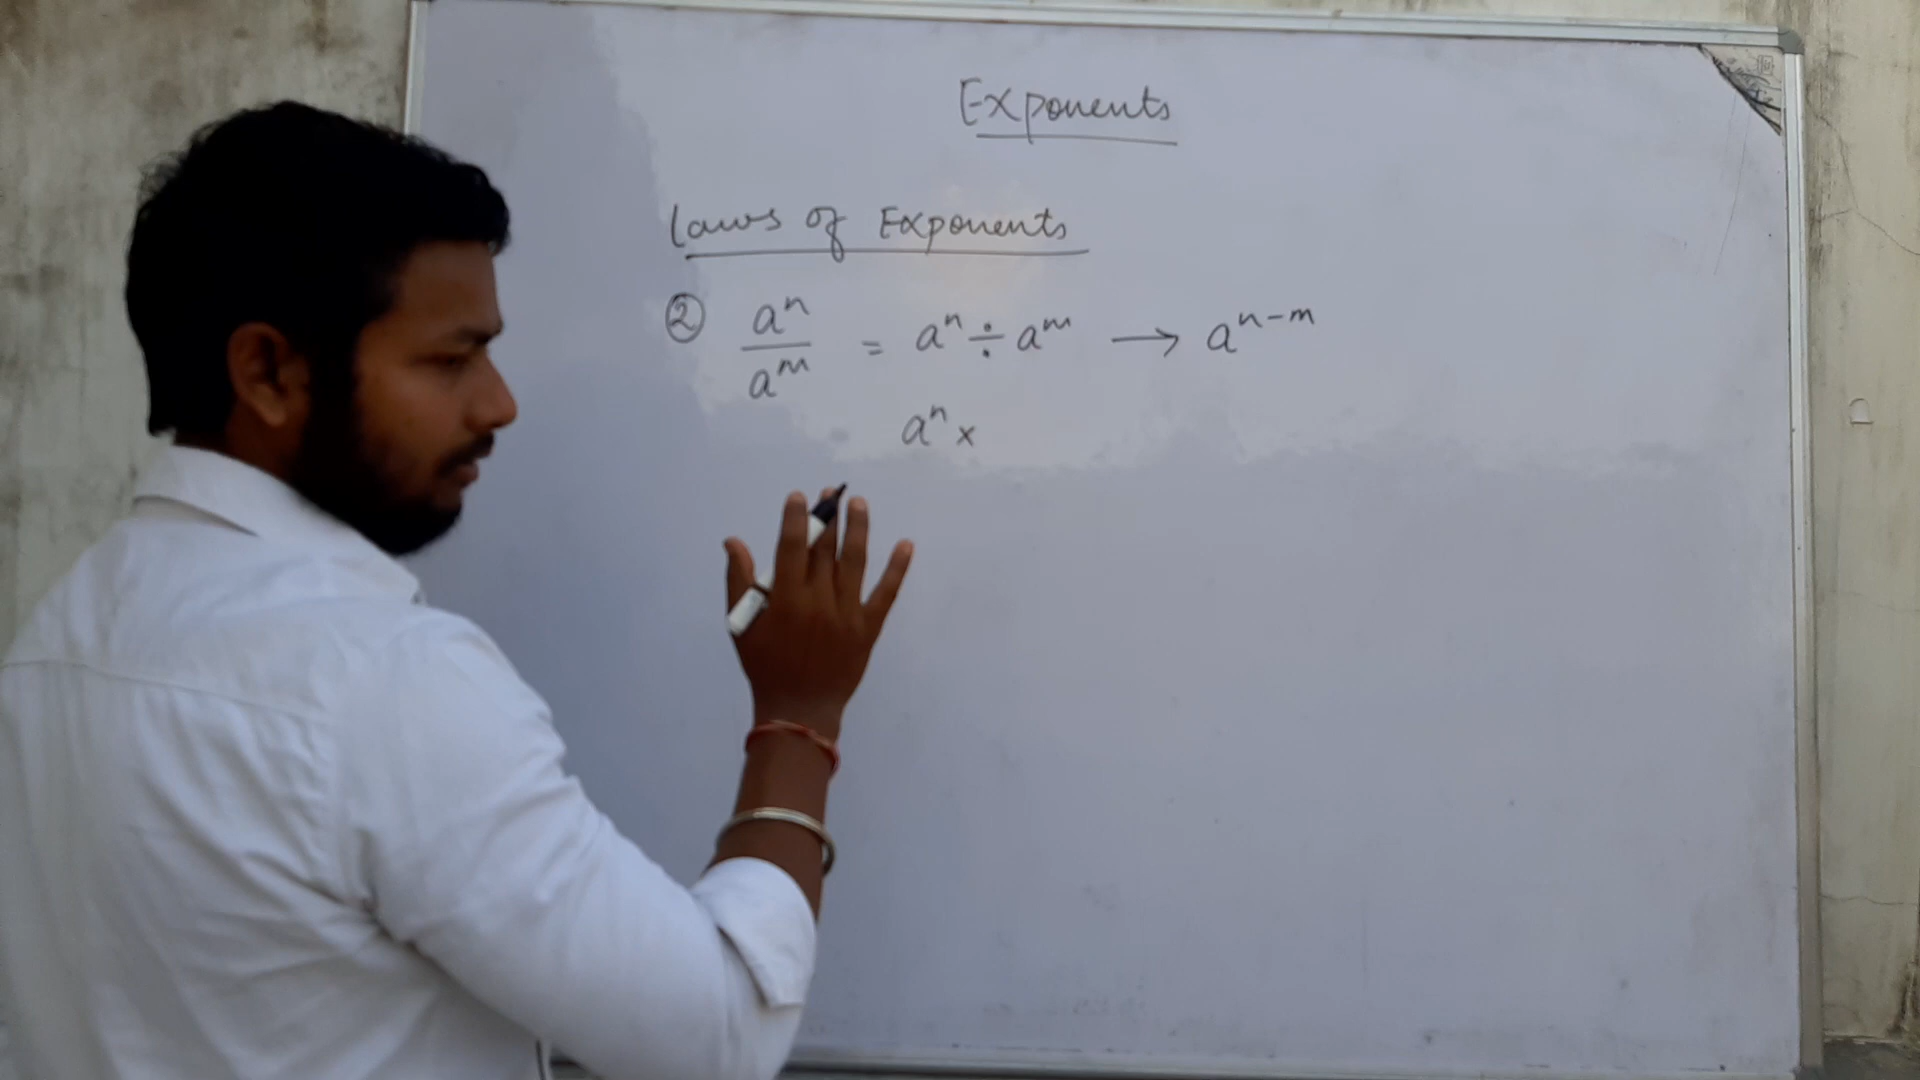 Exponents
Laws of Exponents
② aⁿ/aᵐ = aⁿ ÷ aᵐ → aⁿ⁻ᵐ
aⁿ ×